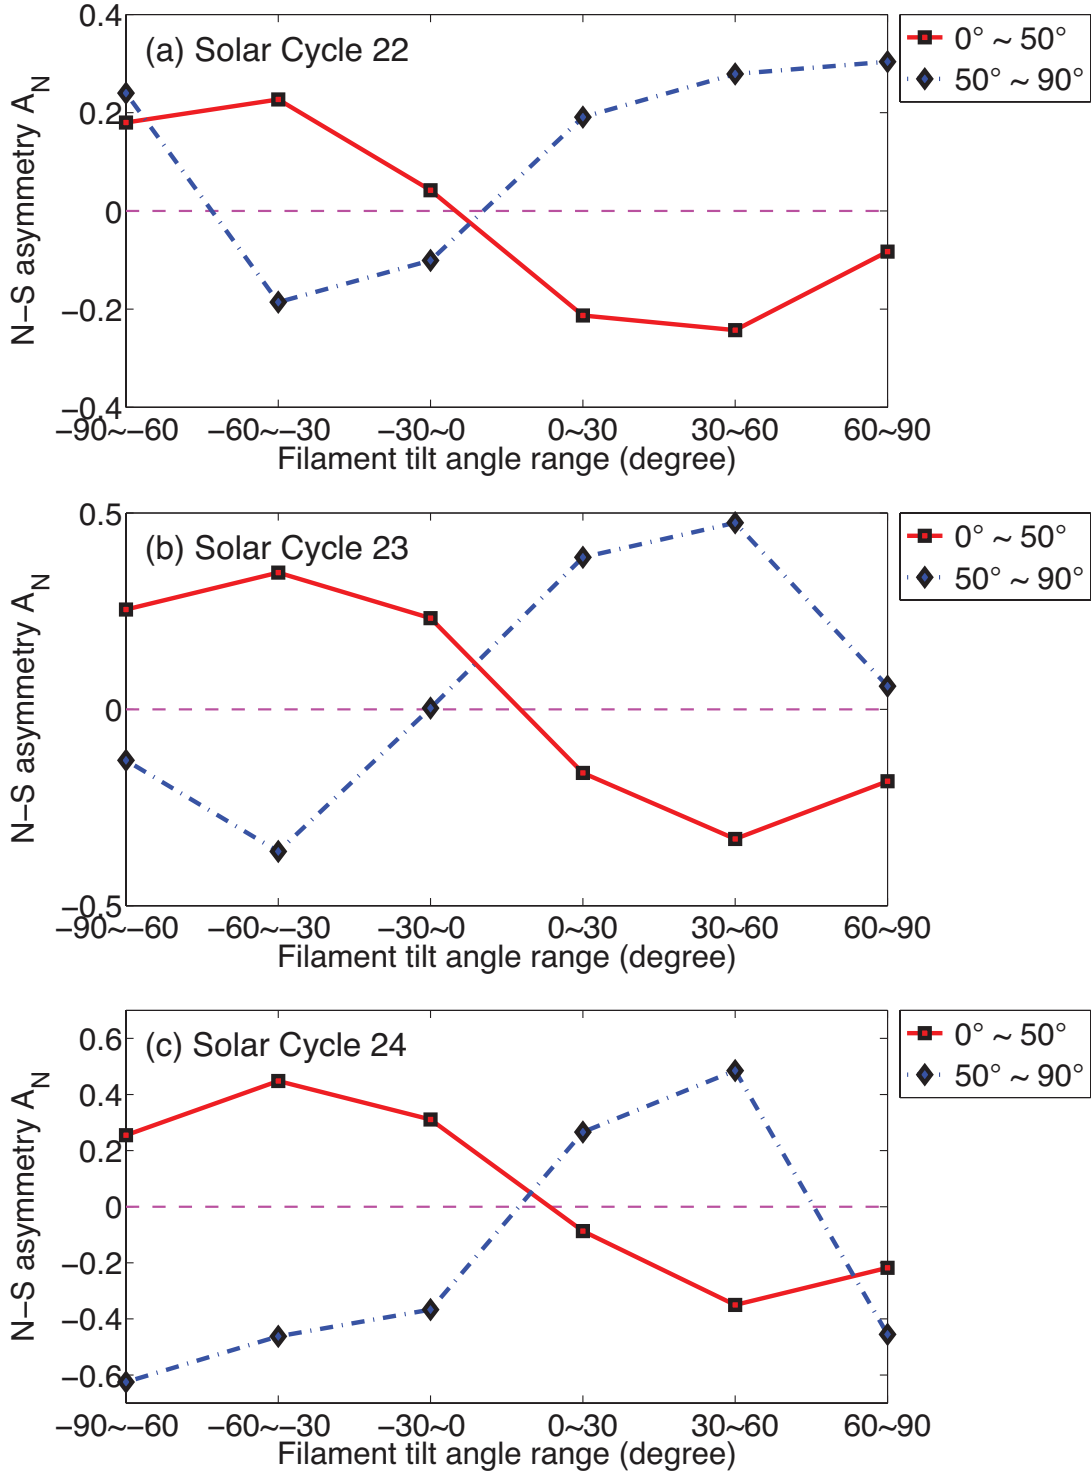 (a) Solar Cycle 22
0° ~ 50°
50° ~ 90°
N−S asymmetry A_N
0.4
0.2
0
−0.2
−0.4
−90~−60 −60~−30 −30~0 0~30 30~60 60~90
Filament tilt angle range (degree)
(b) Solar Cycle 23
0° ~ 50°
50° ~ 90°
N−S asymmetry A_N
0.5
0
−0.5
−90~−60 −60~−30 −30~0 0~30 30~60 60~90
Filament tilt angle range (degree)
(c) Solar Cycle 24
0° ~ 50°
50° ~ 90°
N−S asymmetry A_N
0.6
0.4
0.2
0
−0.2
−0.4
−0.6
−90~−60 −60~−30 −30~0 0~30 30~60 60~90
Filament tilt angle range (degree)